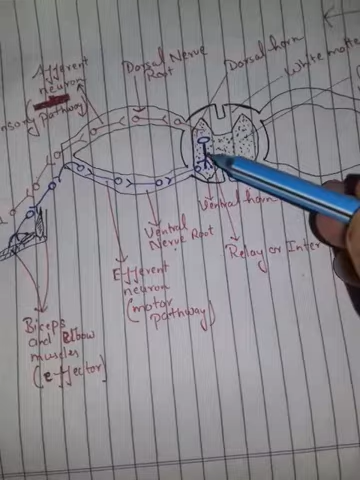 Afferent
neuron
sensory pathway
Dorsal Nerve
Root
Dorsal horn
White matter
Ventral horn
Ventral
Nerve Root
Relay or Inter
Efferent
neuron
(motor
pathway)
Biceps
and Elbow
muscles
(effector)